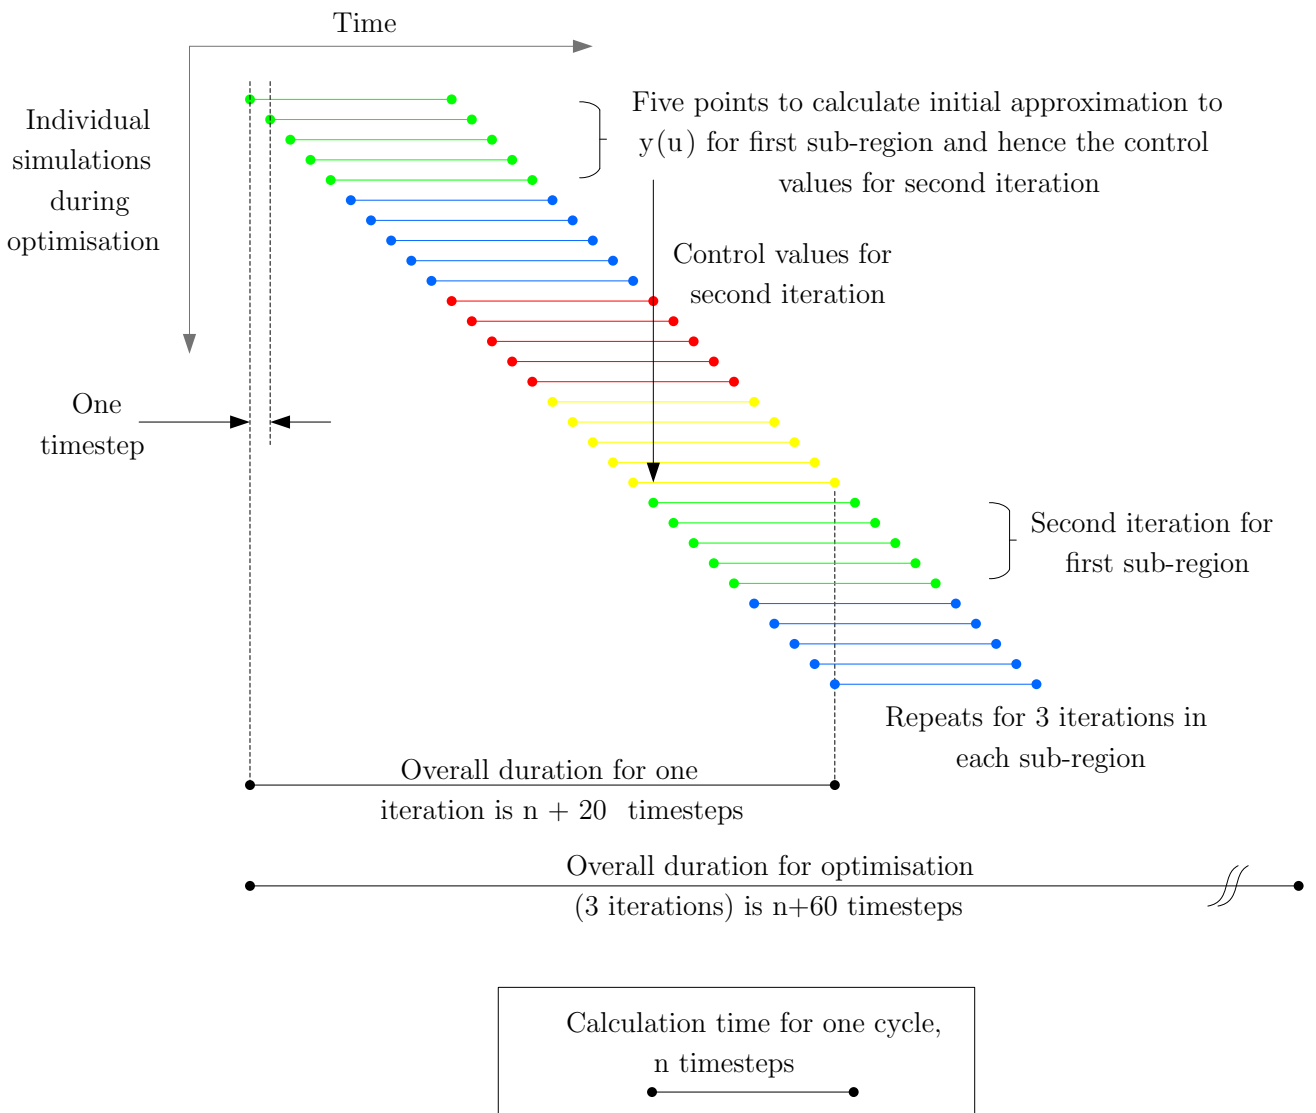 Time
Individual
simulations
during
optimisation
Five points to calculate initial approximation to
y(u) for first sub-region and hence the control
values for second iteration
Control values for
second iteration
One
timestep
Second iteration for
first sub-region
Repeats for 3 iterations in
each sub-region
Overall duration for one
iteration is n + 20 timesteps
Overall duration for optimisation
(3 iterations) is n+60 timesteps
Calculation time for one cycle,
n timesteps